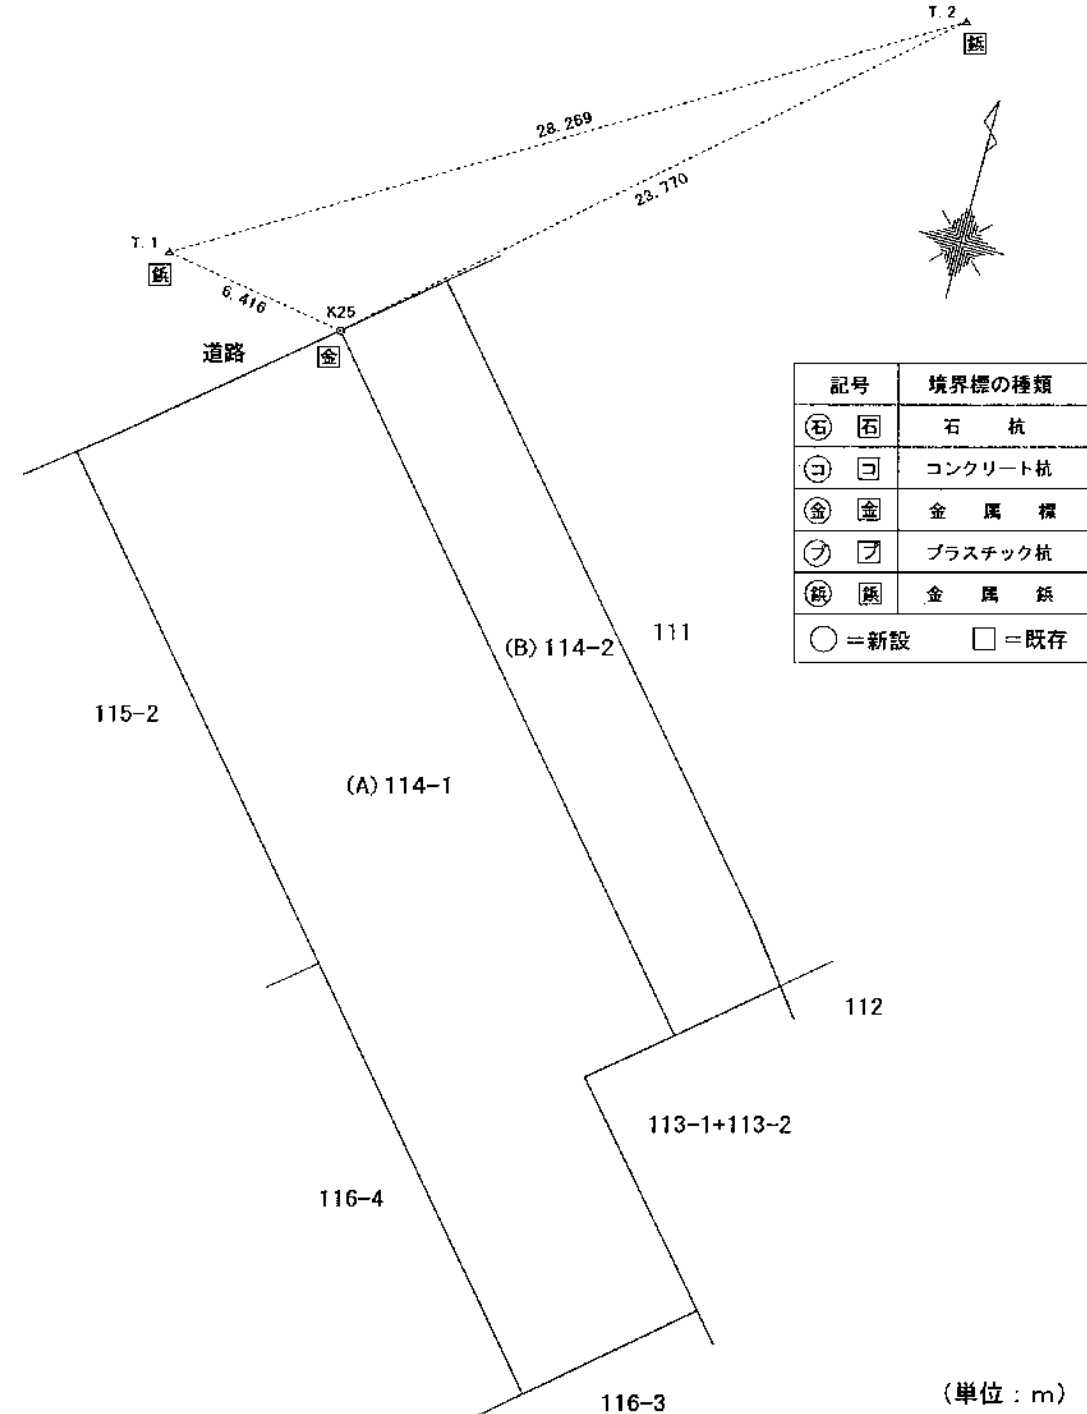 T.2
鋲
28.269
23.770
T.1
鋲
6.416
K25
道路
金
記号 境界標の種類
石 石 石 杭
コ コ コンクリート杭
金 金 金 属 標
プ プ プラスチック杭
鋲 鋲 金 属 鋲
○ =新設 □ =既存
111
(B)114-2
115-2
(A)114-1
112
113-1+113-2
116-4
116-3
(単位:m)